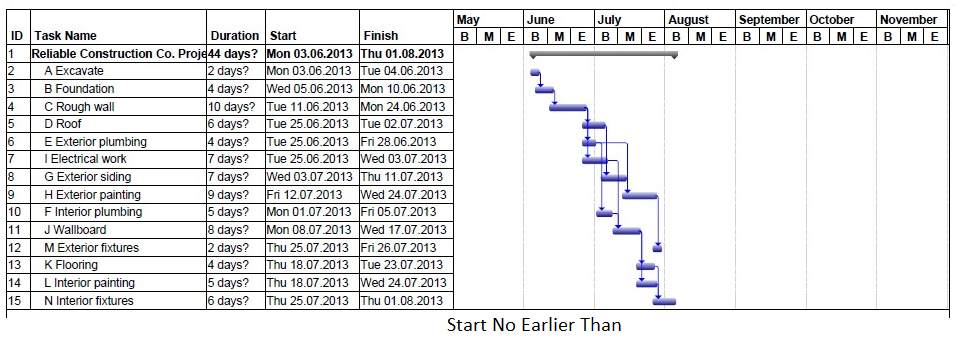 May June July August September October November
ID Task Name Duration Start Finish B M E B M E B M E B M E B M E B M E B M E
1 Reliable Construction Co. Proje 44 days? Mon 03.06.2013 Thu 01.08.2013
2 A Excavate 2 days? Mon 03.06.2013 Tue 04.06.2013
3 B Foundation 4 days? Wed 05.06.2013 Mon 10.06.2013
4 C Rough wall 10 days? Tue 11.06.2013 Mon 24.06.2013
5 D Roof 6 days? Tue 25.06.2013 Tue 02.07.2013
6 E Exterior plumbing 4 days? Tue 25.06.2013 Fri 28.06.2013
7 I Electrical work 7 days? Tue 25.06.2013 Wed 03.07.2013
8 G Exterior siding 7 days? Wed 03.07.2013 Thu 11.07.2013
9 H Exterior painting 9 days? Fri 12.07.2013 Wed 24.07.2013
10 F Interior plumbing 5 days? Mon 01.07.2013 Fri 05.07.2013
11 J Wallboard 8 days? Mon 08.07.2013 Wed 17.07.2013
12 M Exterior fixtures 2 days? Thu 25.07.2013 Fri 26.07.2013
13 K Flooring 4 days? Thu 18.07.2013 Tue 23.07.2013
14 L Interior painting 5 days? Thu 18.07.2013 Wed 24.07.2013
15 N Interior fixtures 6 days? Thu 25.07.2013 Thu 01.08.2013
Start No Earlier Than